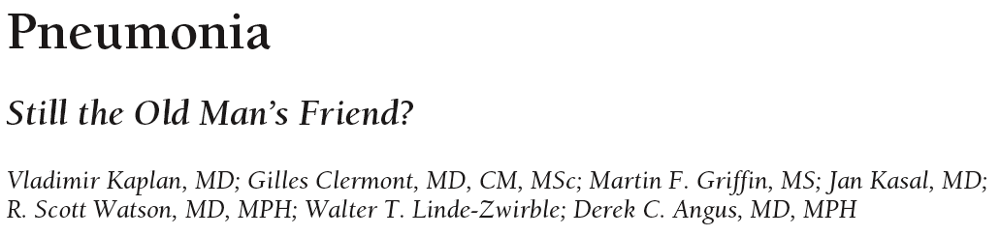 Pneumonia
Still the Old Man’s Friend?
Vladimir Kaplan, MD; Gilles Clermont, MD, CM, MSc; Martin F. Griffin, MS; Jan Kasal, MD;
R. Scott Watson, MD, MPH; Walter T. Linde-Zwirble; Derek C. Angus, MD, MPH